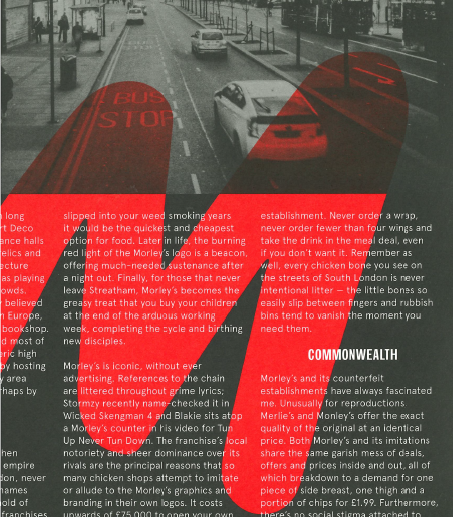 BUS
STOP
long
rt Deco
ance halls
relics and
ecture
as playing
owds.
believed
n Europe,
bookshop.
d most of
eric high
by hosting
y area
rhaps by
hen
empire
don, never
names
hold of
franchises
slipped into your weed smoking years
it would be the quickest and cheapest
option for food. Later in life, the burning
red light of the Morley's logo is a beacon,
offering much-needed sustenance after
a night out. Finally, for those that never
leave Streatham, Morley's becomes the
greasy treat that you buy your children
at the end of the arduous working
week, completing the cycle and birthing
new disciples.
Morley's is iconic, without ever
advertising. References to the chain
are littered throughout grime lyrics;
Stormzy recently name-checked it in
Wicked Skengman 4 and Blakie sits atop
a Morley's counter in his video for Tun
Up Never Tun Down. The franchise's local
notoriety and sheer dominance over its
rivals are the principal reasons that so
many chicken shops attempt to imitate
or allude to the Morley's graphics and
branding in their own logos. It costs
upwards of £75,000 to open your own
establishment. Never order a wrap,
never order fewer than four wings and
take the drink in the meal deal, even
if you don't want it. Remember as
well, every chicken bone you see on
the streets of South London is never
intentional litter – the little bones so
easily slip between fingers and rubbish
bins tend to vanish the moment you
need them.
COMMONWEALTH
Morley's and its counterfeit
establishments have always fascinated
me. Unusually for reproductions
Merlie's and Monley's offer the exact
quality of the original at an identical
price. Both Morley's and its imitations
share the same garish mess of deals,
offers and prices inside and out, all of
which breakdown to a demand for one
piece of side breast, one thigh and a
portion of chips for £1.99. Furthermore,
there's no social stigma attached to